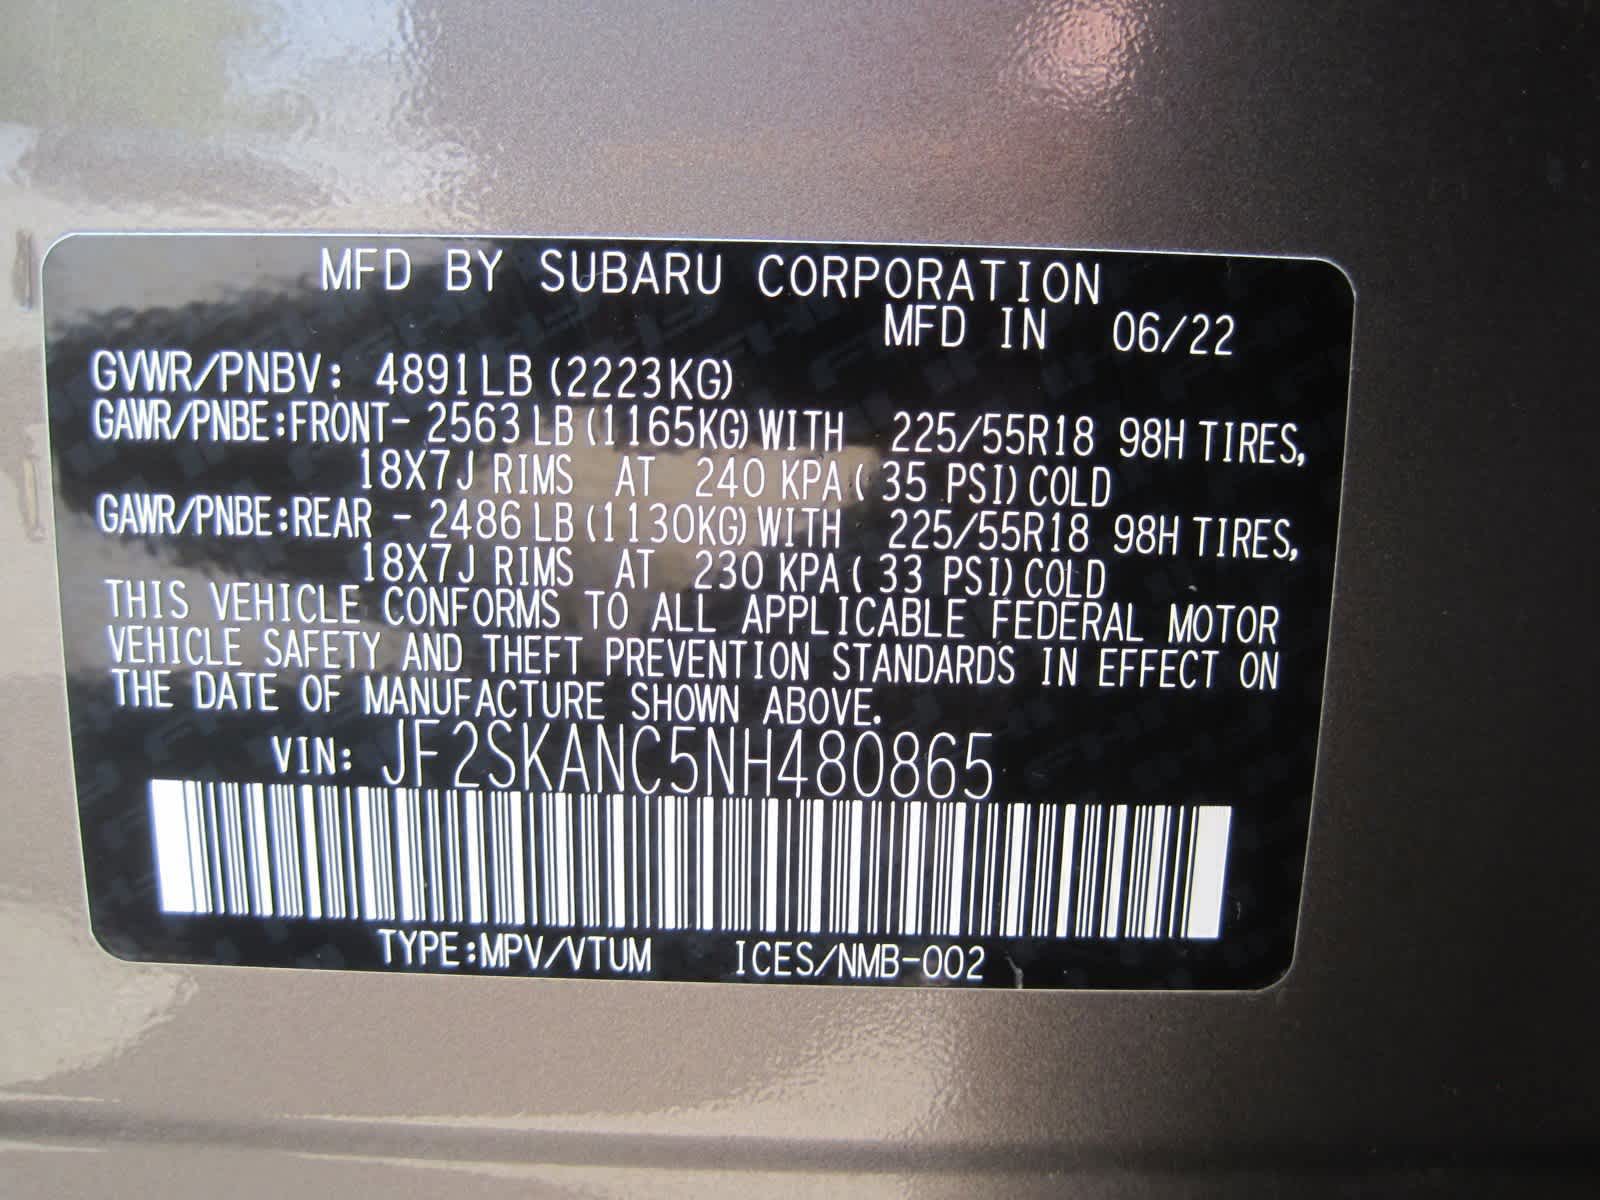 MFD BY SUBARU CORPORATION
MFD IN 06/22
GVWR/PNBV: 4891LB (2223KG)
GAWR/PNBE:FRONT- 2563 LB (1165KG) WITH 225/55R18 98H TIRES,
18X7J RIMS AT 240 KPA ( 35 PSI) COLD
GAWR/PNBE:REAR - 2486 LB (1130KG) WITH 225/55R18 98H TIRES,
18X7J RIMS AT 230 KPA ( 33 PSI) COLD
THIS VEHICLE CONFORMS TO ALL APPLICABLE FEDERAL MOTOR
VEHICLE SAFETY AND THEFT PREVENTION STANDARDS IN EFFECT ON
THE DATE OF MANUFACTURE SHOWN ABOVE.
VIN: JF2SKANC5NH480865
TYPE:MPV/VTUM ICES/NMB-002